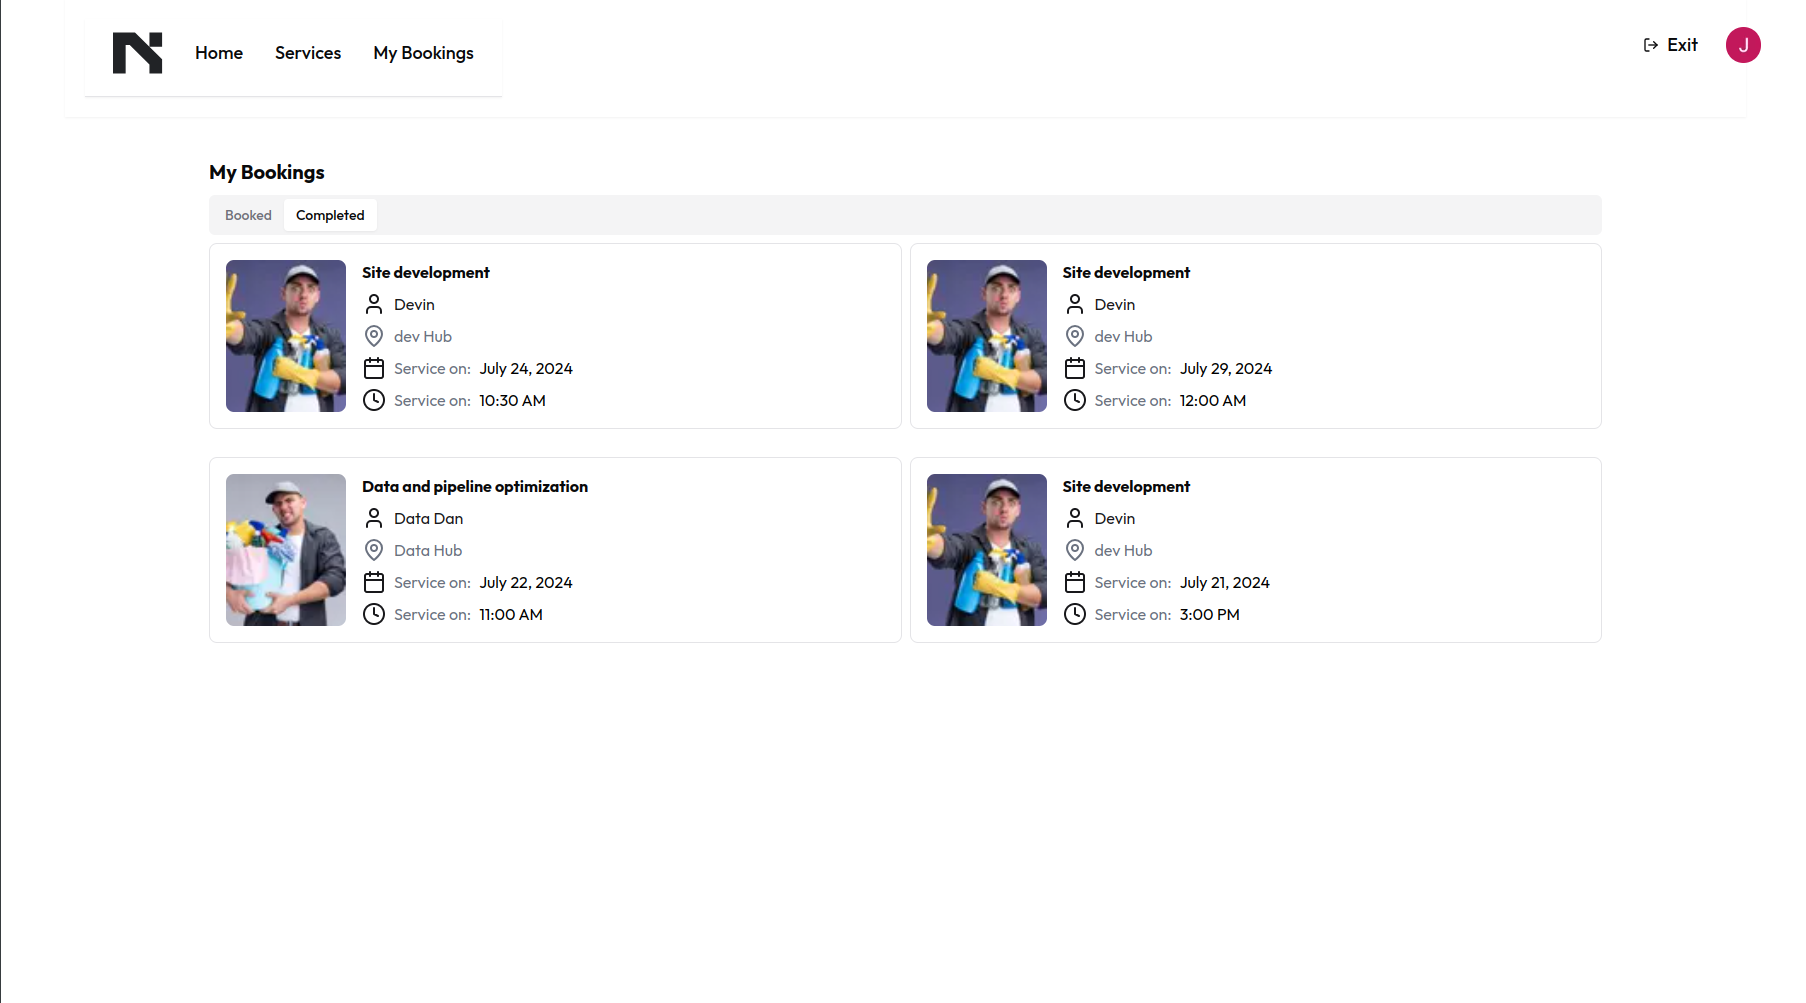 Home
Services
My Bookings
Exit
J
My Bookings
Booked
Completed
Site development
Devin
dev Hub
Service on: July 24, 2024
Service on: 10:30 AM
Site development
Devin
dev Hub
Service on: July 29, 2024
Service on: 12:00 AM
Data and pipeline optimization
Data Dan
Data Hub
Service on: July 22, 2024
Service on: 11:00 AM
Site development
Devin
dev Hub
Service on: July 21, 2024
Service on: 3:00 PM